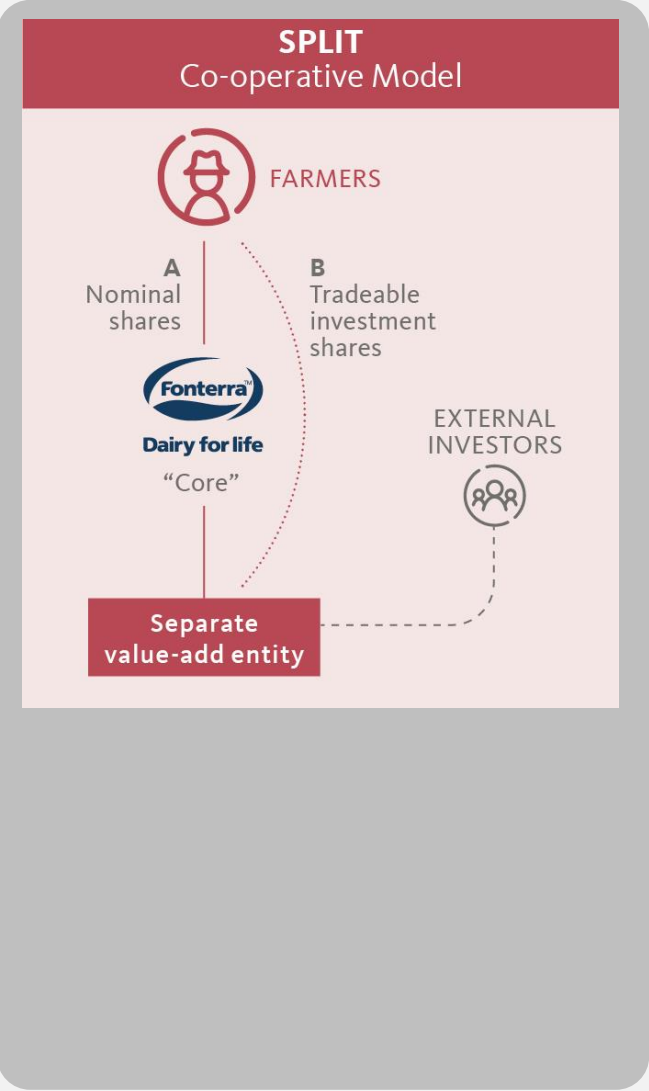 SPLIT
Co-operative Model
FARMERS
A
Nominal
shares
B
Tradeable
investment
shares
Fonterra™
Dairy for life
“Core”
EXTERNAL
INVESTORS
Separate
value-add entity